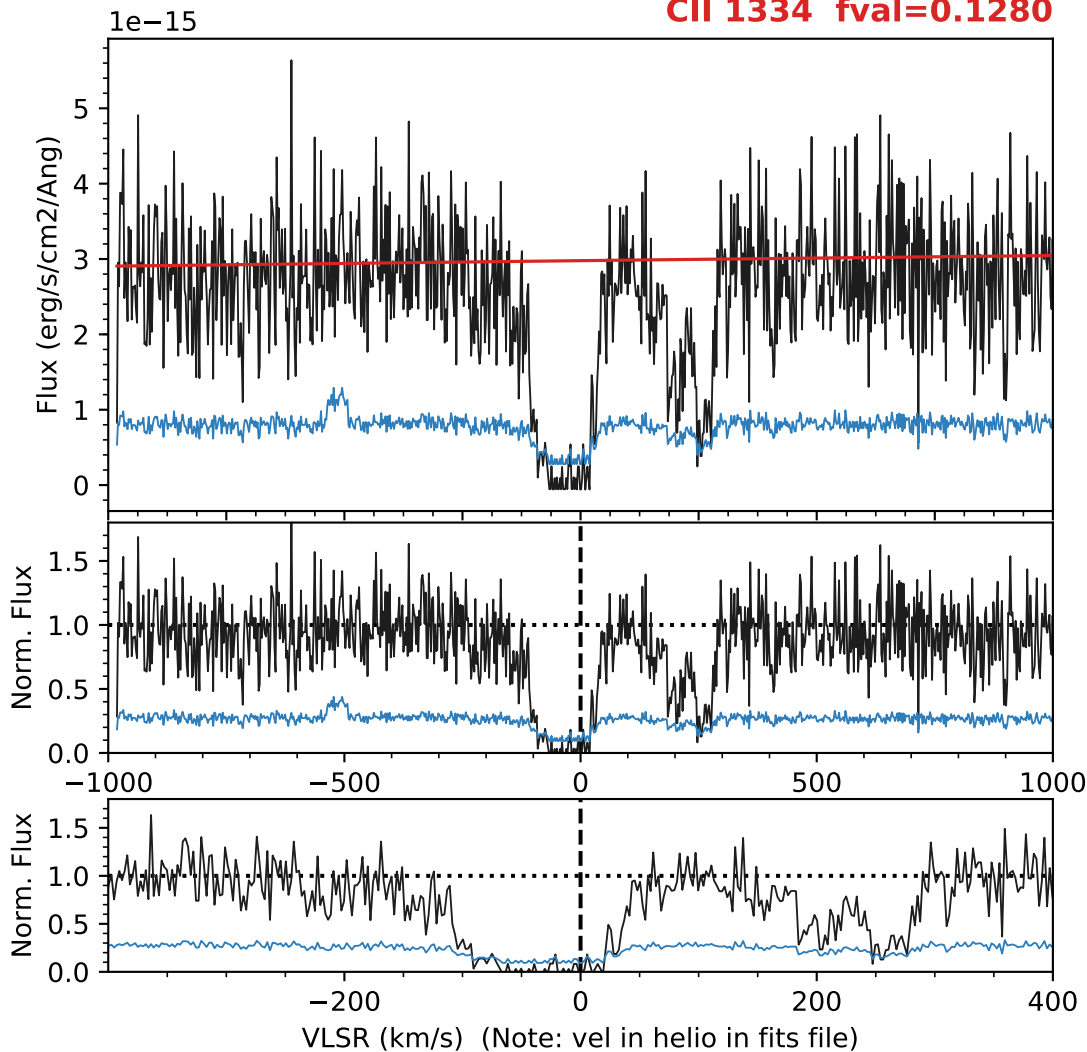 1e−15
CII 1334 fval=0.1280
Flux (erg/s/cm2/Ang)
5
4
3
2
1
0
Norm. Flux
1.5
1.0
0.5
0.0
−1000 −500 0 500 1000
Norm. Flux
1.5
1.0
0.5
0.0
−200 0 200 400
VLSR (km/s) (Note: vel in helio in fits file)